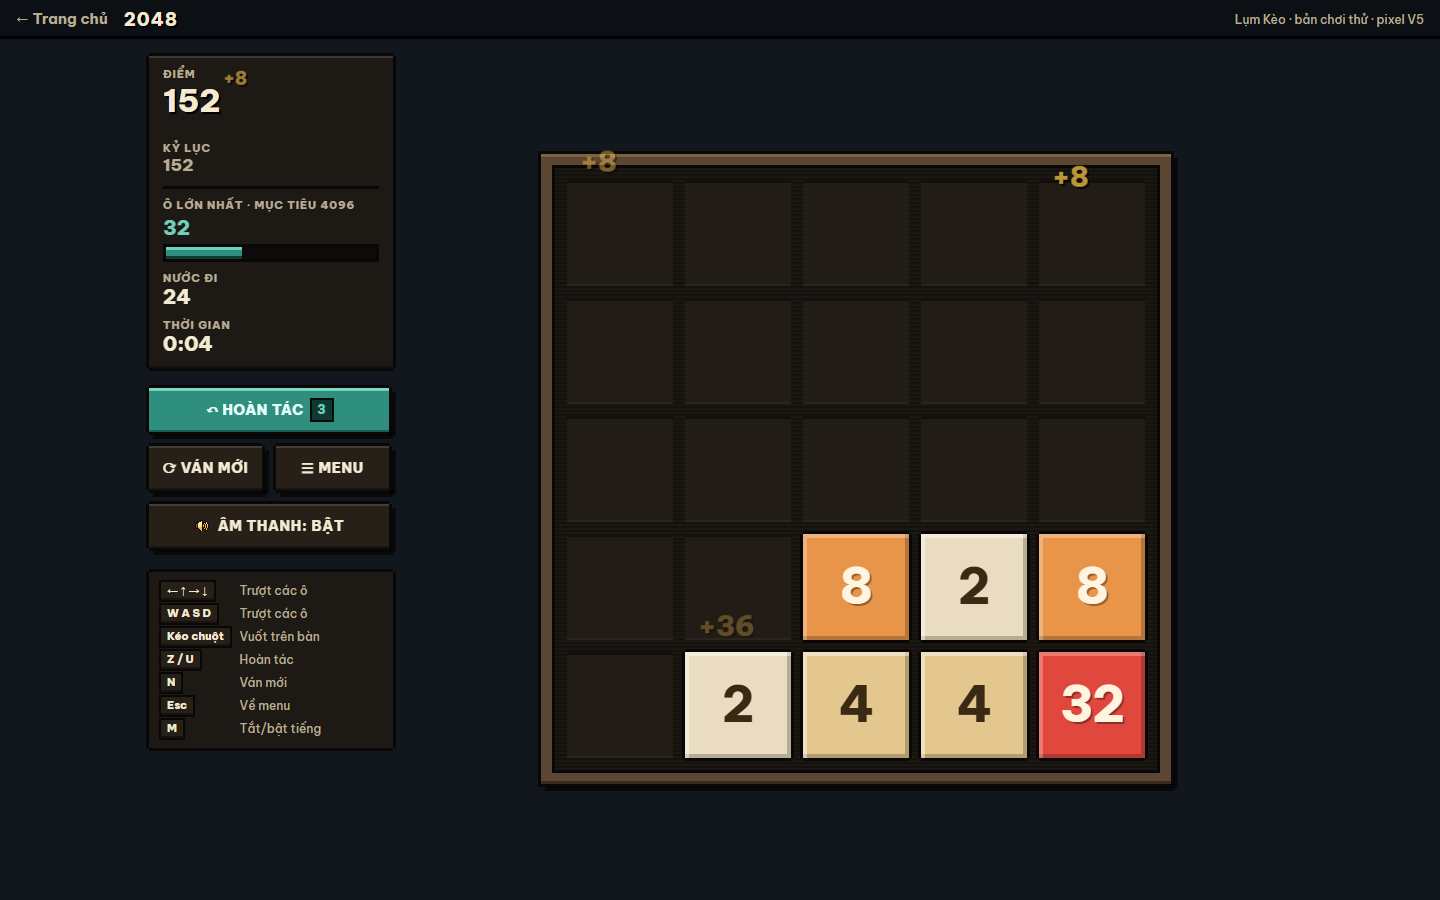 ← Trang chủ 2048
Lụm Kèo · bản chơi thử · pixel V5
ĐIỂM
+8
152
KỶ LỤC
152
Ô LỚN NHẤT · MỤC TIÊU 4096
32
NƯỚC ĐI
24
THỜI GIAN
0:04
↶ HOÀN TÁC 3
⟳ VÁN MỚI
☰ MENU
🔊 ÂM THANH: BẬT
←↑→↓ Trượt các ô
W A S D Trượt các ô
Kéo chuột Vuốt trên bàn
Z / U Hoàn tác
N Ván mới
Esc Về menu
M Tắt/bật tiếng
+8
+8
8 2 8
+36
2 4 4 32